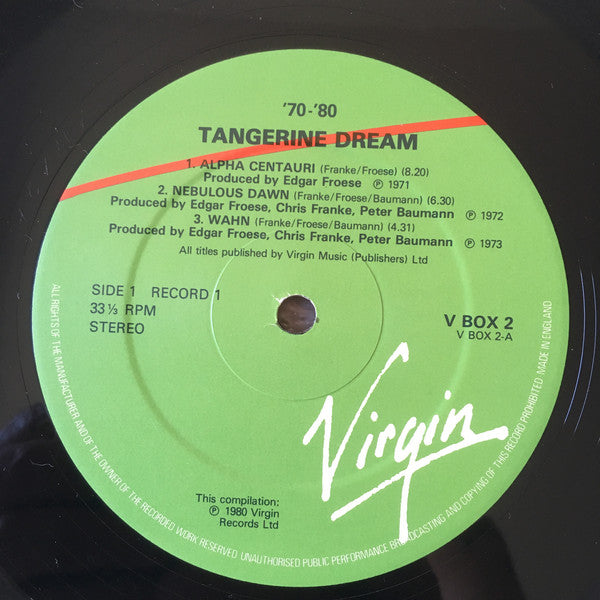 '70-'80
TANGERINE DREAM
1. ALPHA CENTAURI (Franke/Froese) (8.20)
Produced by Edgar Froese ℗ 1971
2. NEBULOUS DAWN (Franke/Froese/Baumann) (6.30)
Produced by Edgar Froese, Chris Franke, Peter Baumann ℗ 1972
3. WAHN (Franke/Froese/Baumann) (4.31)
Produced by Edgar Froese, Chris Franke, Peter Baumann ℗ 1973
All titles published by Virgin Music (Publishers) Ltd
SIDE 1 RECORD 1
33⅓ RPM
STEREO
V BOX 2
V BOX 2-A
Virgin
This compilation:
℗ 1980 Virgin
Records Ltd
ALL RIGHTS OF THE MANUFACTURER AND OF THE OWNER OF THE RECORDED WORK RESERVED. UNAUTHORISED PUBLIC PERFORMANCE BROADCASTING AND COPYING OF THIS RECORD PROHIBITED. MADE IN ENGLAND